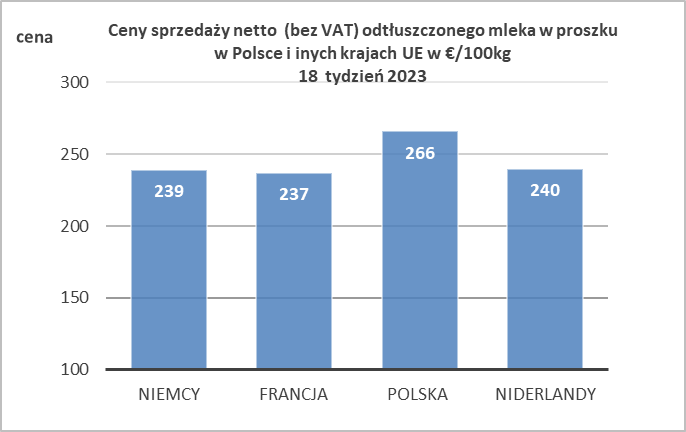 cena
Ceny sprzedaży netto (bez VAT) odtłuszczonego mleka w proszku
w Polsce i inych krajach UE w €/100kg
18 tydzień 2023
300
250
200
150
100
239
237
266
240
NIEMCY
FRANCJA
POLSKA
NIDERLANDY